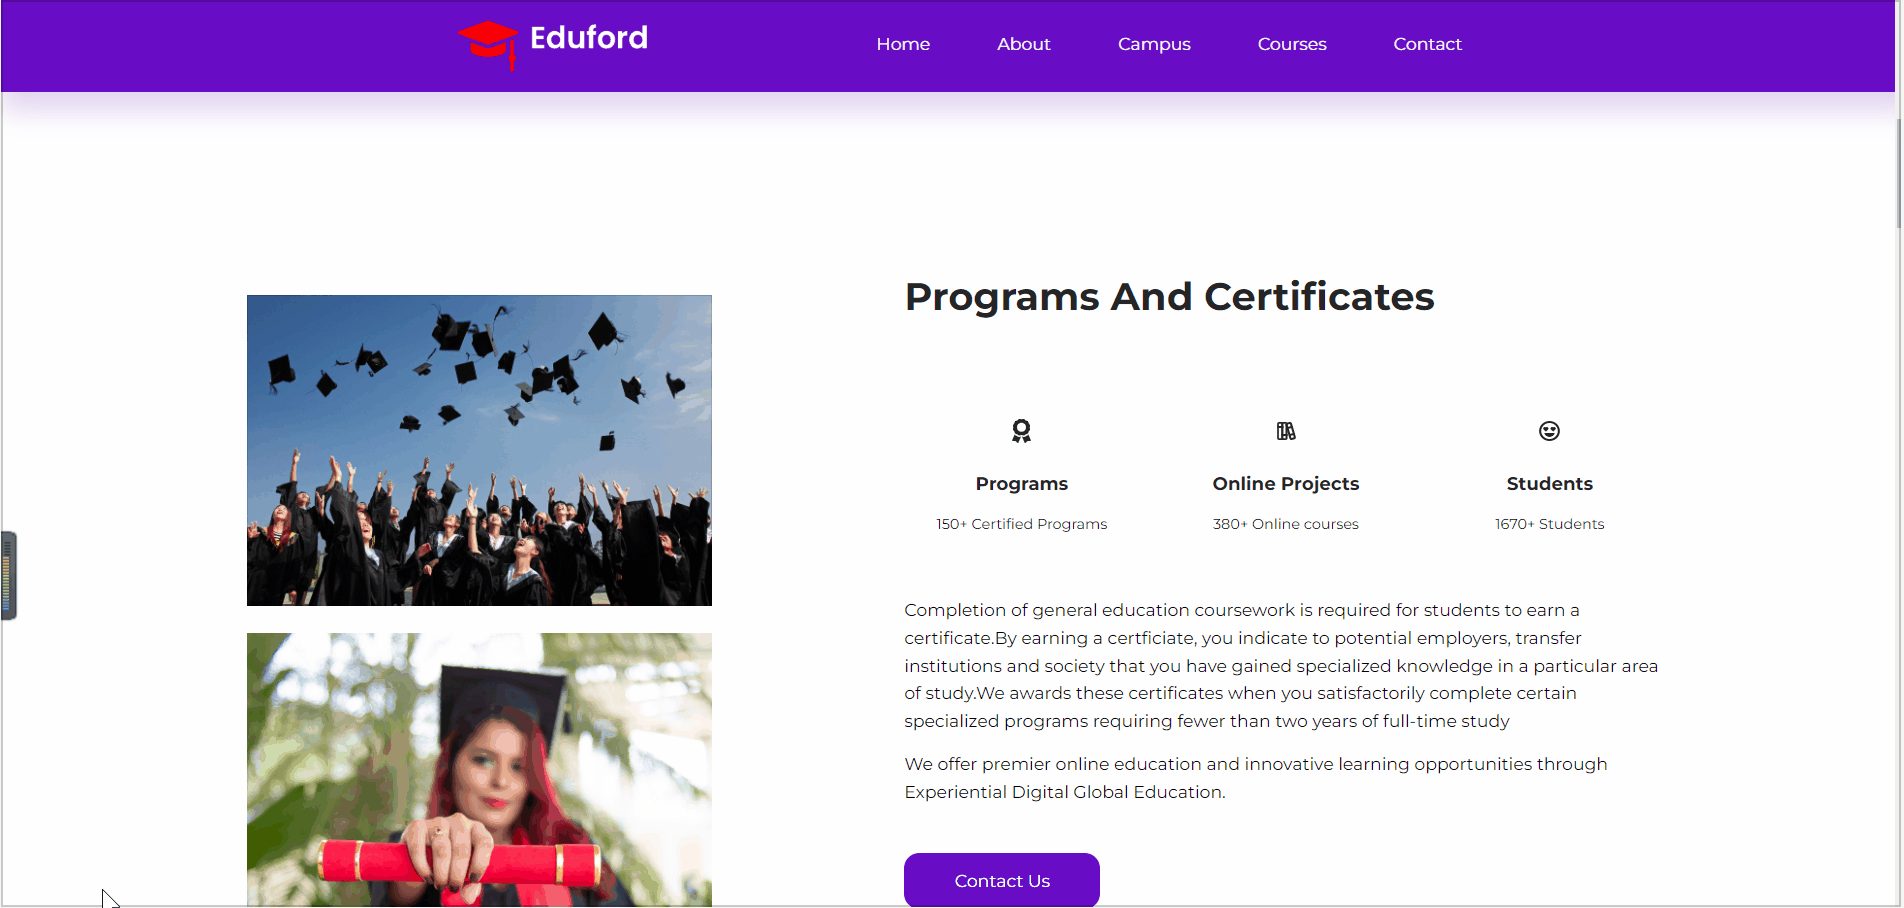 Eduford
Home About Campus Courses Contact
Programs And Certificates
Programs Online Projects Students
150+ Certified Programs 380+ Online courses 1670+ Students
Completion of general education coursework is required for students to earn a
certificate.By earning a certficiate, you indicate to potential employers, transfer
institutions and society that you have gained specialized knowledge in a particular area
of study.We awards these certificates when you satisfactorily complete certain
specialized programs requiring fewer than two years of full-time study
We offer premier online education and innovative learning opportunities through
Experiential Digital Global Education.
Contact Us